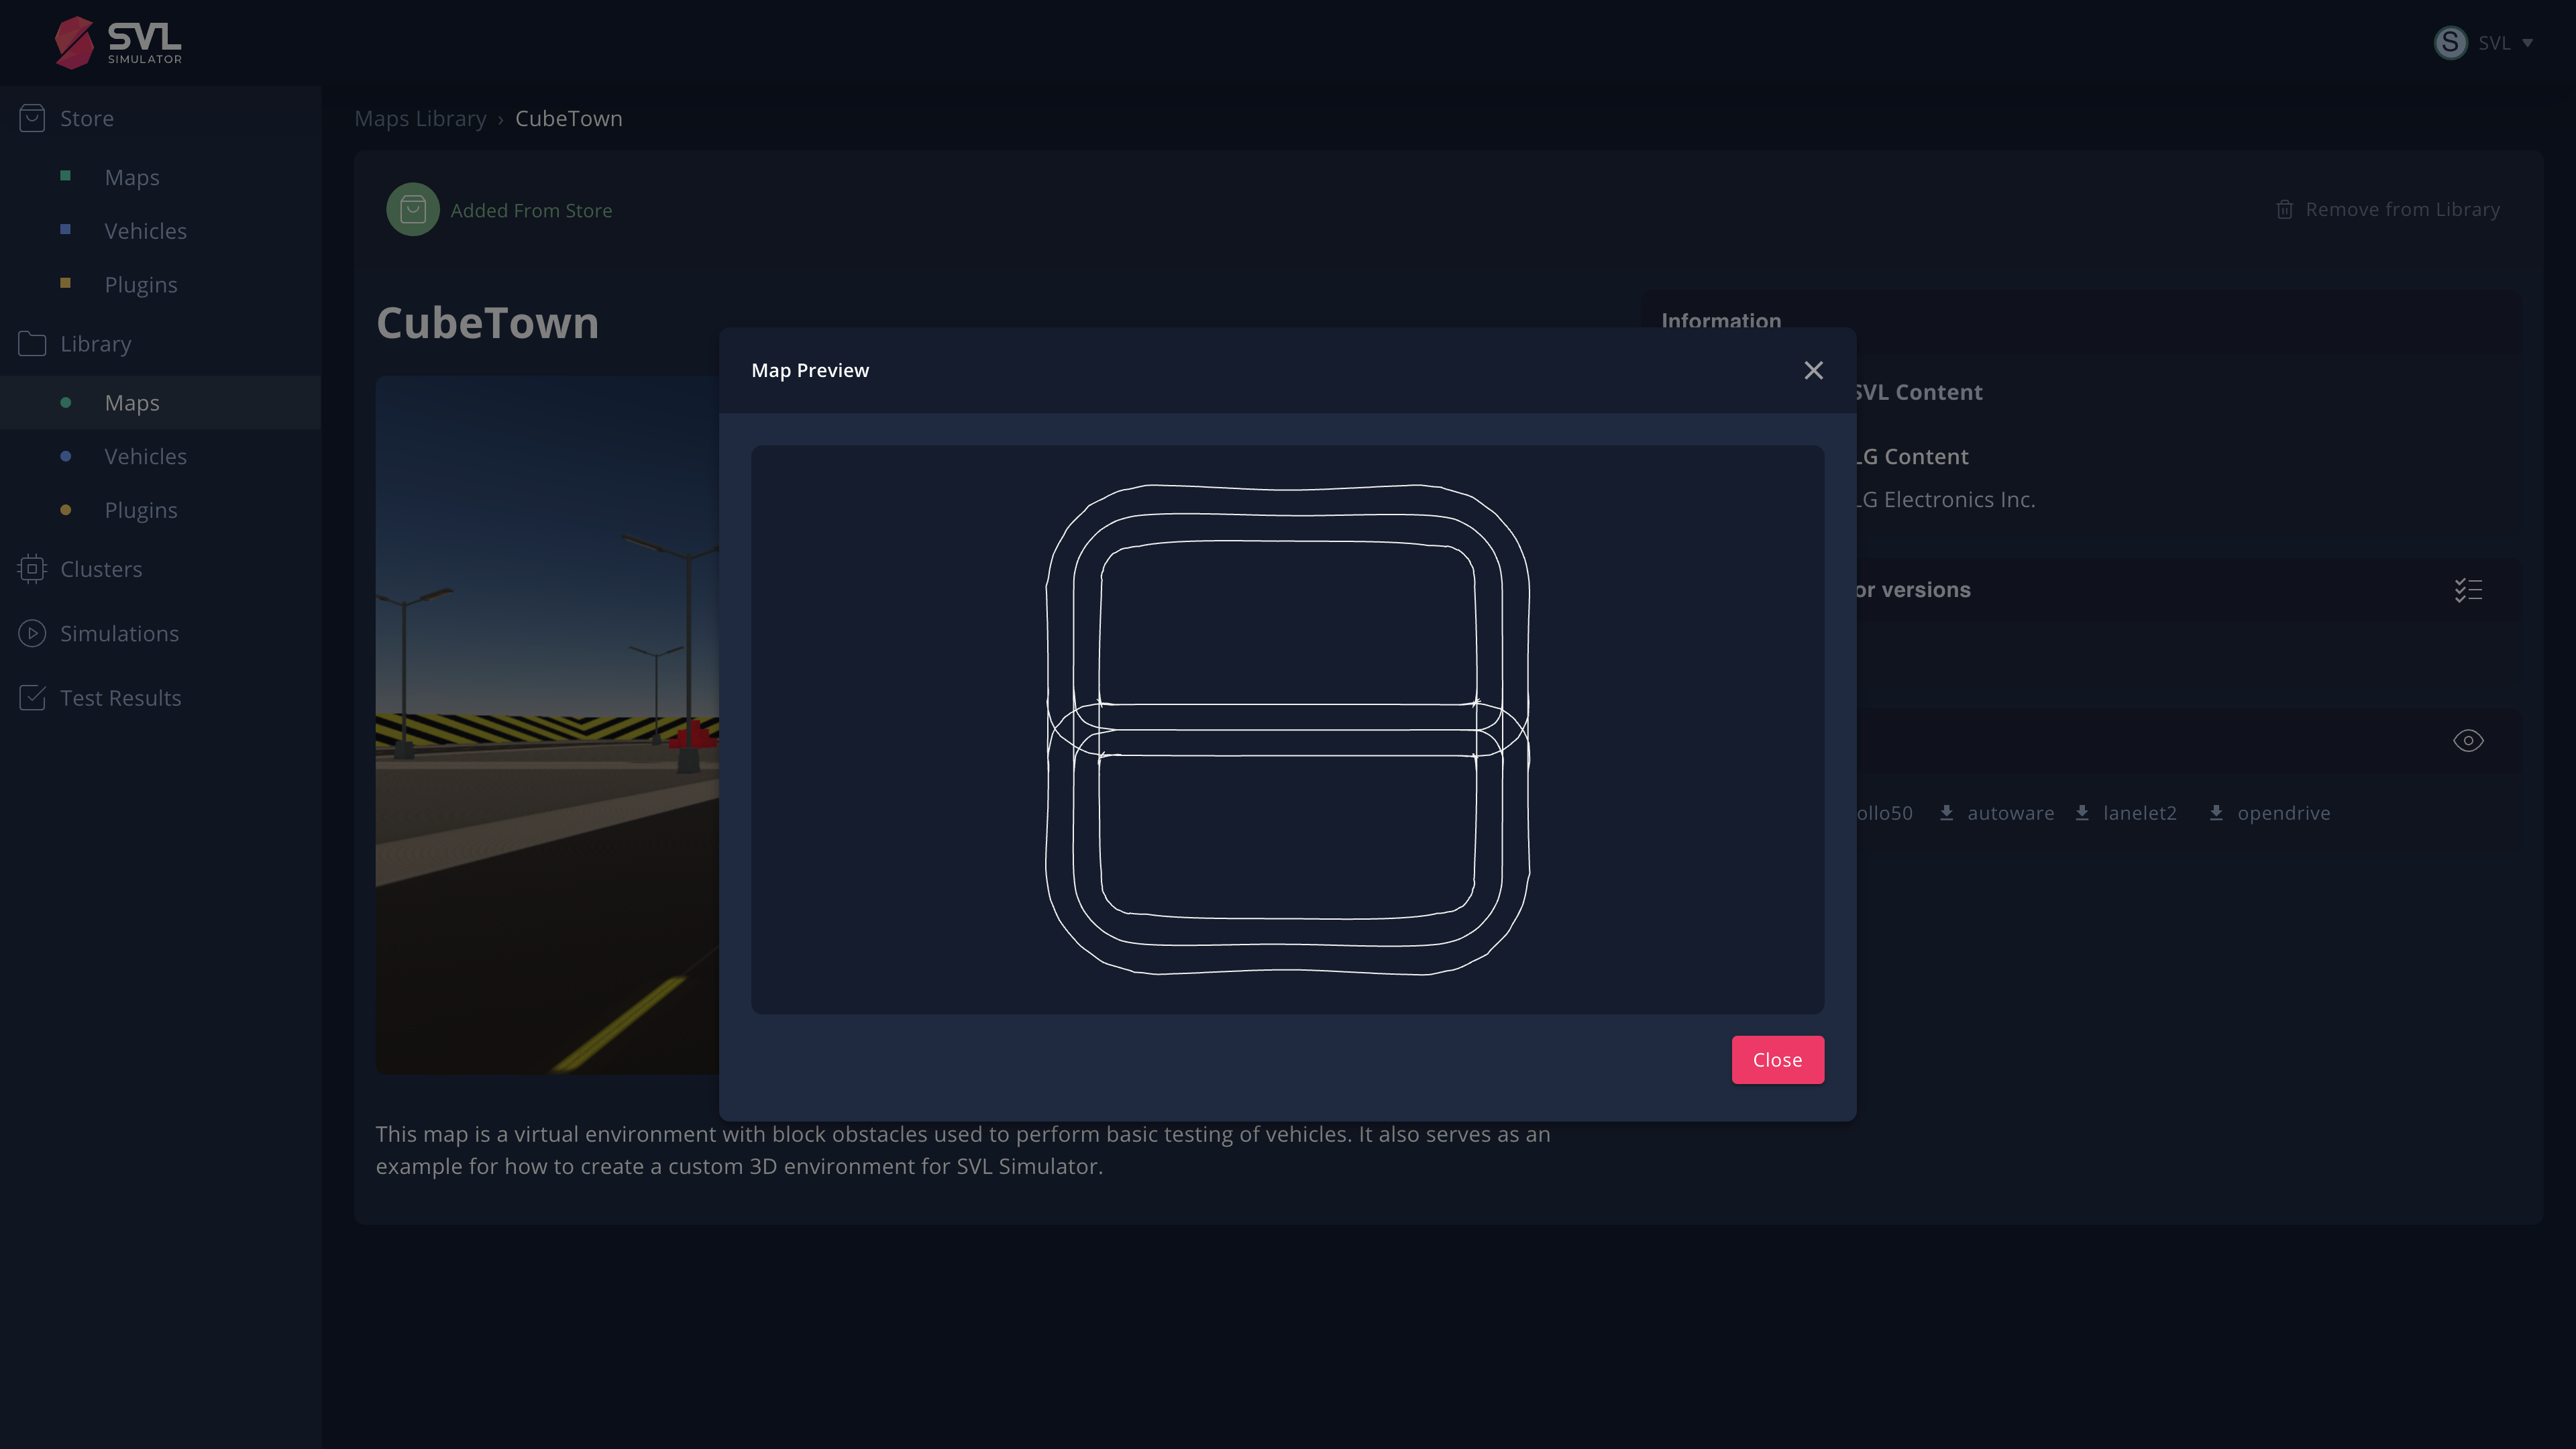 SVL
SIMULATOR
S SVL
Store
Maps
Vehicles
Plugins
Library
Maps
Vehicles
Plugins
Clusters
Simulations
Test Results
Maps Library › CubeTown
Added From Store
Remove from Library
CubeTown
Information
SVL Content
LG Content
LG Electronics Inc.
or versions
ollo50 autoware lanelet2 opendrive
Map Preview
Close
This map is a virtual environment with block obstacles used to perform basic testing of vehicles. It also serves as an
example for how to create a custom 3D environment for SVL Simulator.